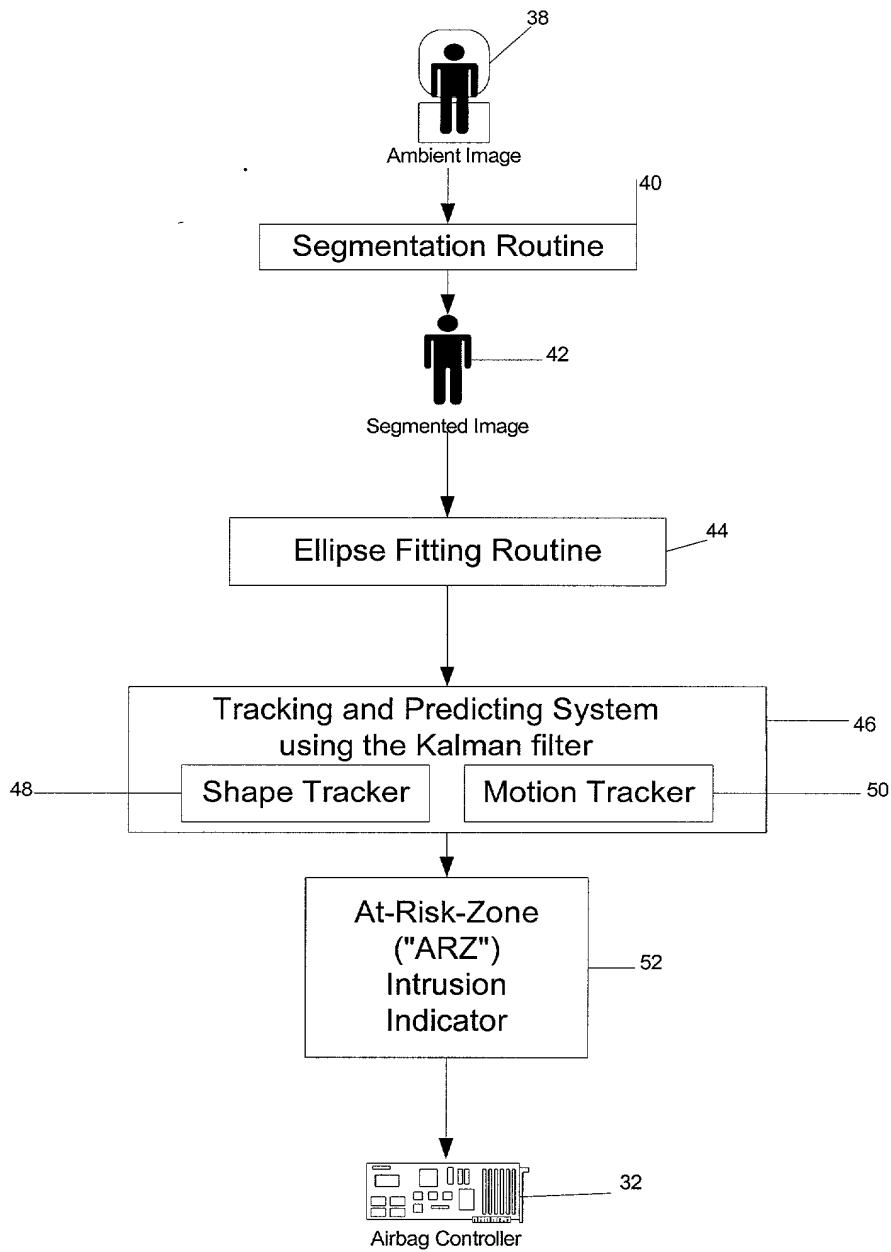 38
Ambient Image
40
Segmentation Routine
42
Segmented Image
Ellipse Fitting Routine
44
Tracking and Predicting System
using the Kalman filter
46
48
Shape Tracker
Motion Tracker
50
At-Risk-Zone
("ARZ")
Intrusion
Indicator
52
32
Airbag Controller